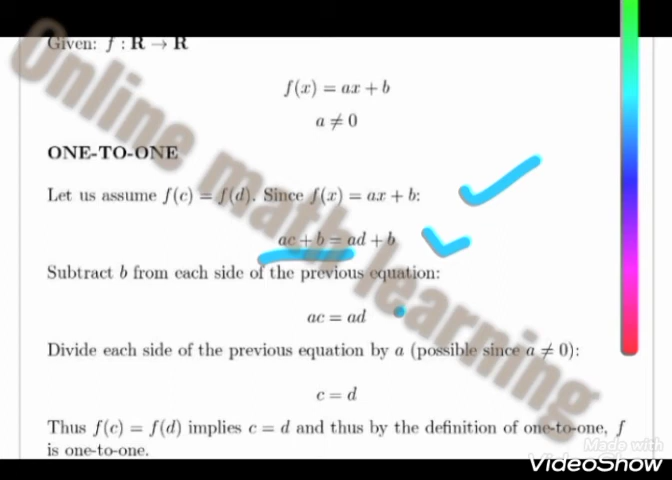 Given: f : R → R
f(x) = ax + b
a ≠ 0
ONE-TO-ONE
Let us assume f(c) = f(d). Since f(x) = ax + b:
ac + b = ad + b
Subtract b from each side of the previous equation:
ac = ad
Divide each side of the previous equation by a (possible since a ≠ 0):
c = d
Thus f(c) = f(d) implies c = d and thus by the definition of one-to-one, f
is one-to-one.
Online math learning
Made with
VideoShow